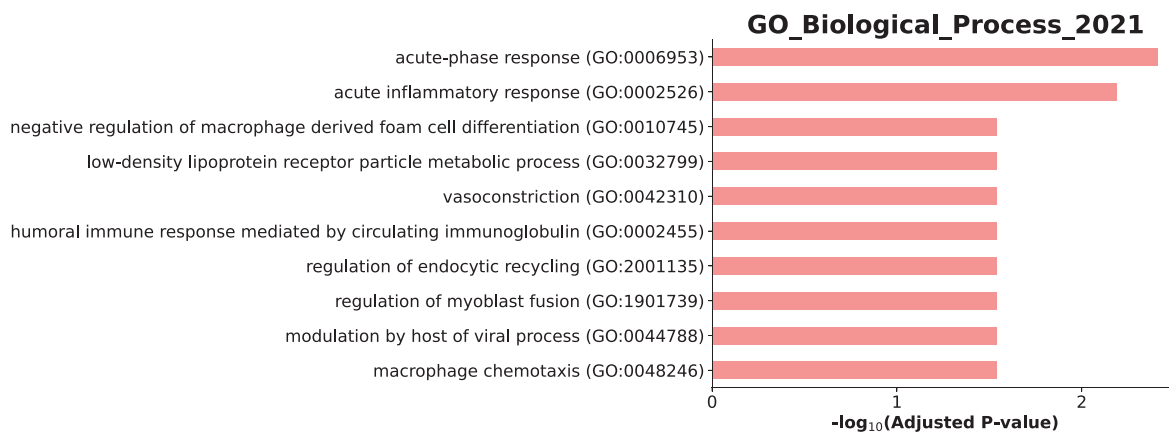 GO_Biological_Process_2021
acute-phase response (GO:0006953)
acute inflammatory response (GO:0002526)
negative regulation of macrophage derived foam cell differentiation (GO:0010745)
low-density lipoprotein receptor particle metabolic process (GO:0032799)
vasoconstriction (GO:0042310)
humoral immune response mediated by circulating immunoglobulin (GO:0002455)
regulation of endocytic recycling (GO:2001135)
regulation of myoblast fusion (GO:1901739)
modulation by host of viral process (GO:0044788)
macrophage chemotaxis (GO:0048246)
0 1 2
-log₁₀(Adjusted P-value)